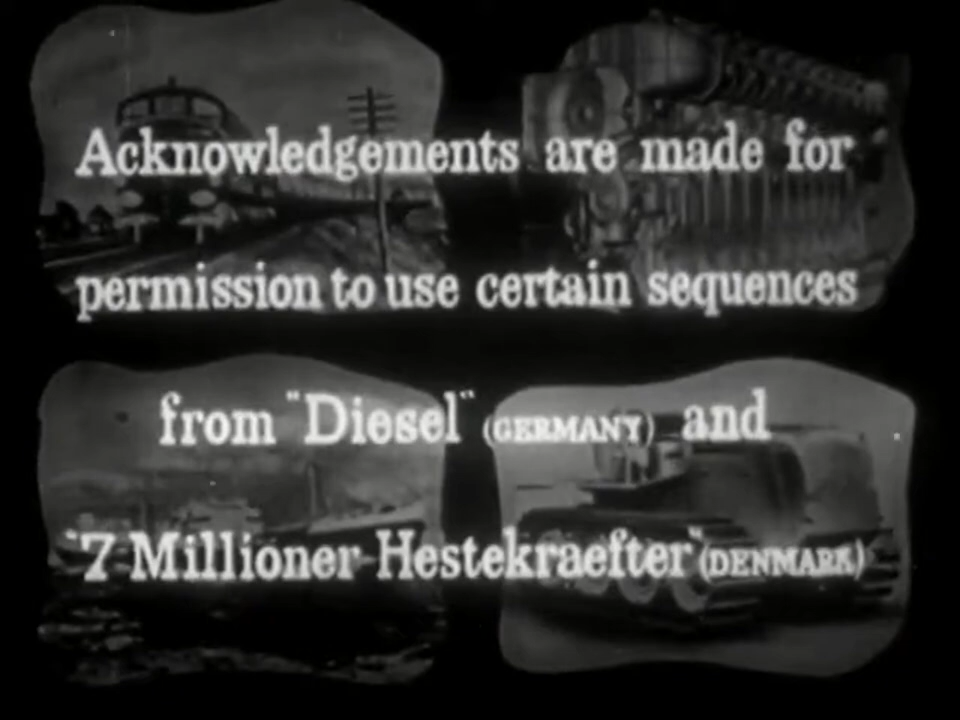 Acknowledgements are made for
permission to use certain sequences
from "Diesel" (GERMANY) and
"7 Millioner Hestekraefter" (DENMARK)